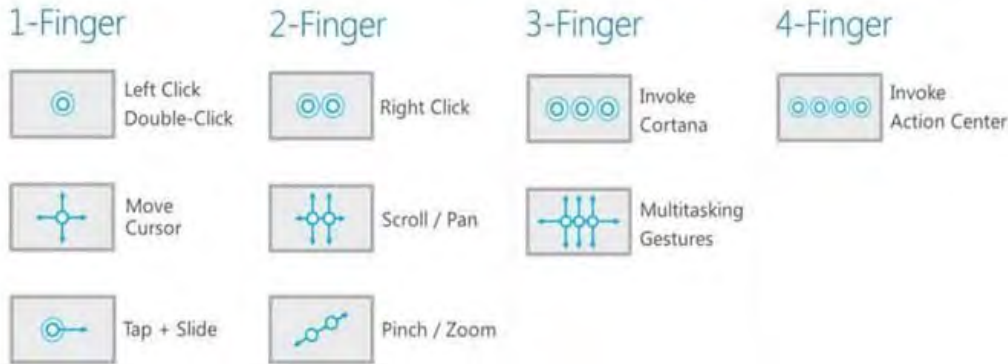 1-Finger
2-Finger
3-Finger
4-Finger
Left Click
Double-Click
Right Click
Invoke
Cortana
Invoke
Action Center
Move
Cursor
Scroll / Pan
Multitasking
Gestures
Tap + Slide
Pinch / Zoom